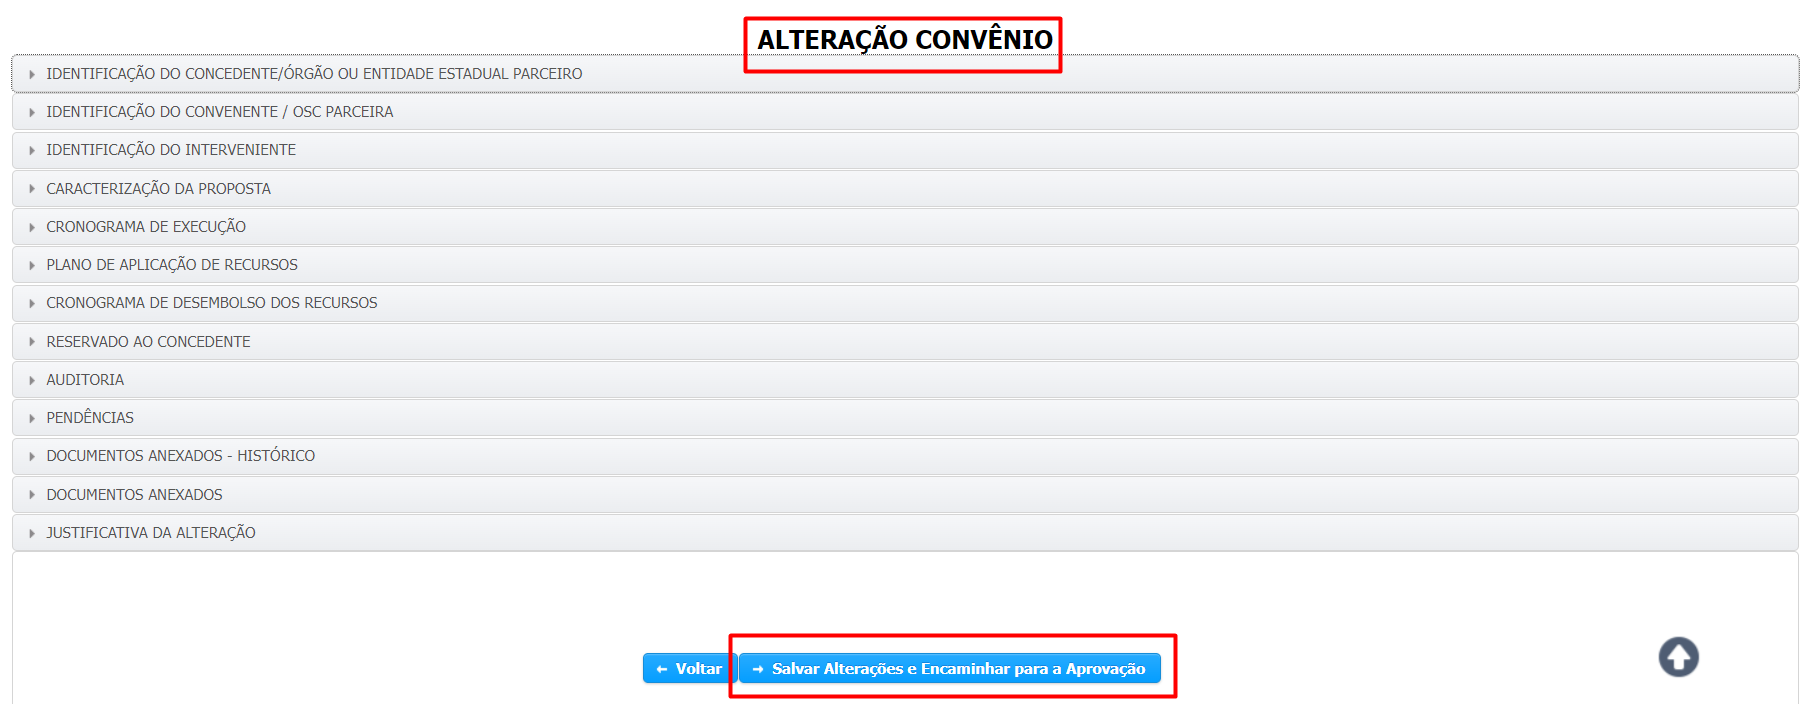 ALTERAÇÃO CONVÊNIO
IDENTIFICAÇÃO DO CONCEDENTE/ÓRGÃO OU ENTIDADE ESTADUAL PARCEIRO
IDENTIFICAÇÃO DO CONVENENTE / OSC PARCEIRA
IDENTIFICAÇÃO DO INTERVENIENTE
CARACTERIZAÇÃO DA PROPOSTA
CRONOGRAMA DE EXECUÇÃO
PLANO DE APLICAÇÃO DE RECURSOS
CRONOGRAMA DE DESEMBOLSO DOS RECURSOS
RESERVADO AO CONCEDENTE
AUDITORIA
PENDÊNCIAS
DOCUMENTOS ANEXADOS - HISTÓRICO
DOCUMENTOS ANEXADOS
JUSTIFICATIVA DA ALTERAÇÃO
Voltar Salvar Alterações e Encaminhar para a Aprovação